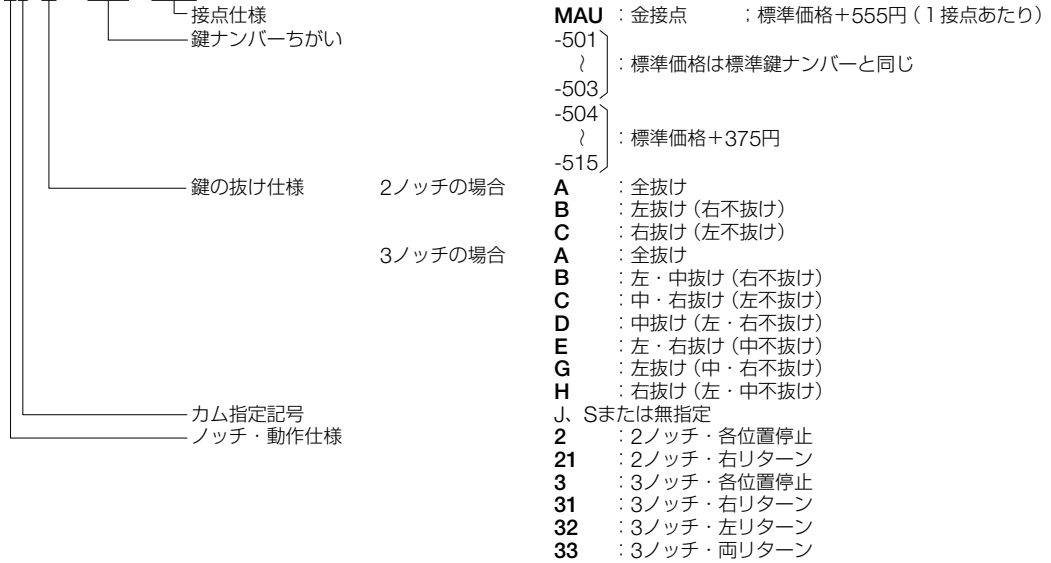 接点仕様 MAU : 金接点 ; 標準価格＋555円（1接点あたり）
鍵ナンバーちがい -501
〜 : 標準価格は標準鍵ナンバーと同じ
-503
-504
〜 : 標準価格＋375円
-515
鍵の抜け仕様 2ノッチの場合 A : 全抜け
B : 左抜け（右不抜け）
C : 右抜け（左不抜け）
3ノッチの場合 A : 全抜け
B : 左・中抜け（右不抜け）
C : 中・右抜け（左不抜け）
D : 中抜け（左・右不抜け）
E : 左・右抜け（中不抜け）
G : 左抜け（中・右不抜け）
H : 右抜け（左・中不抜け）
カム指定記号 J、Sまたは無指定
ノッチ・動作仕様 2 : 2ノッチ・各位置停止
21 : 2ノッチ・右リターン
3 : 3ノッチ・各位置停止
31 : 3ノッチ・右リターン
32 : 3ノッチ・左リターン
33 : 3ノッチ・両リターン